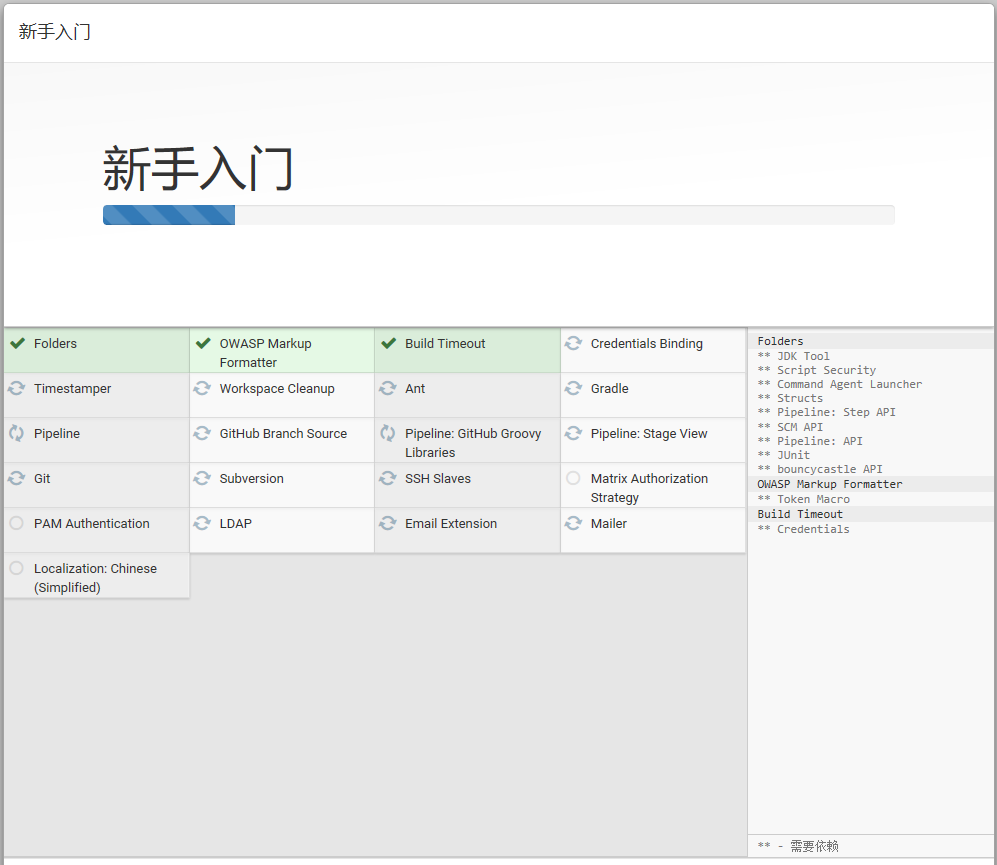 新手入门
新手入门
Folders
OWASP Markup
Formatter
Build Timeout
Credentials Binding
Timestamper
Workspace Cleanup
Ant
Gradle
Pipeline
GitHub Branch Source
Pipeline: GitHub Groovy
Libraries
Pipeline: Stage View
Git
Subversion
SSH Slaves
Matrix Authorization
Strategy
PAM Authentication
LDAP
Email Extension
Mailer
Localization: Chinese
(Simplified)
Folders
** JDK Tool
** Script Security
** Command Agent Launcher
** Structs
** Pipeline: Step API
** SCM API
** Pipeline: API
** JUnit
** bouncycastle API
OWASP Markup Formatter
** Token Macro
Build Timeout
** Credentials
** - 需要依赖